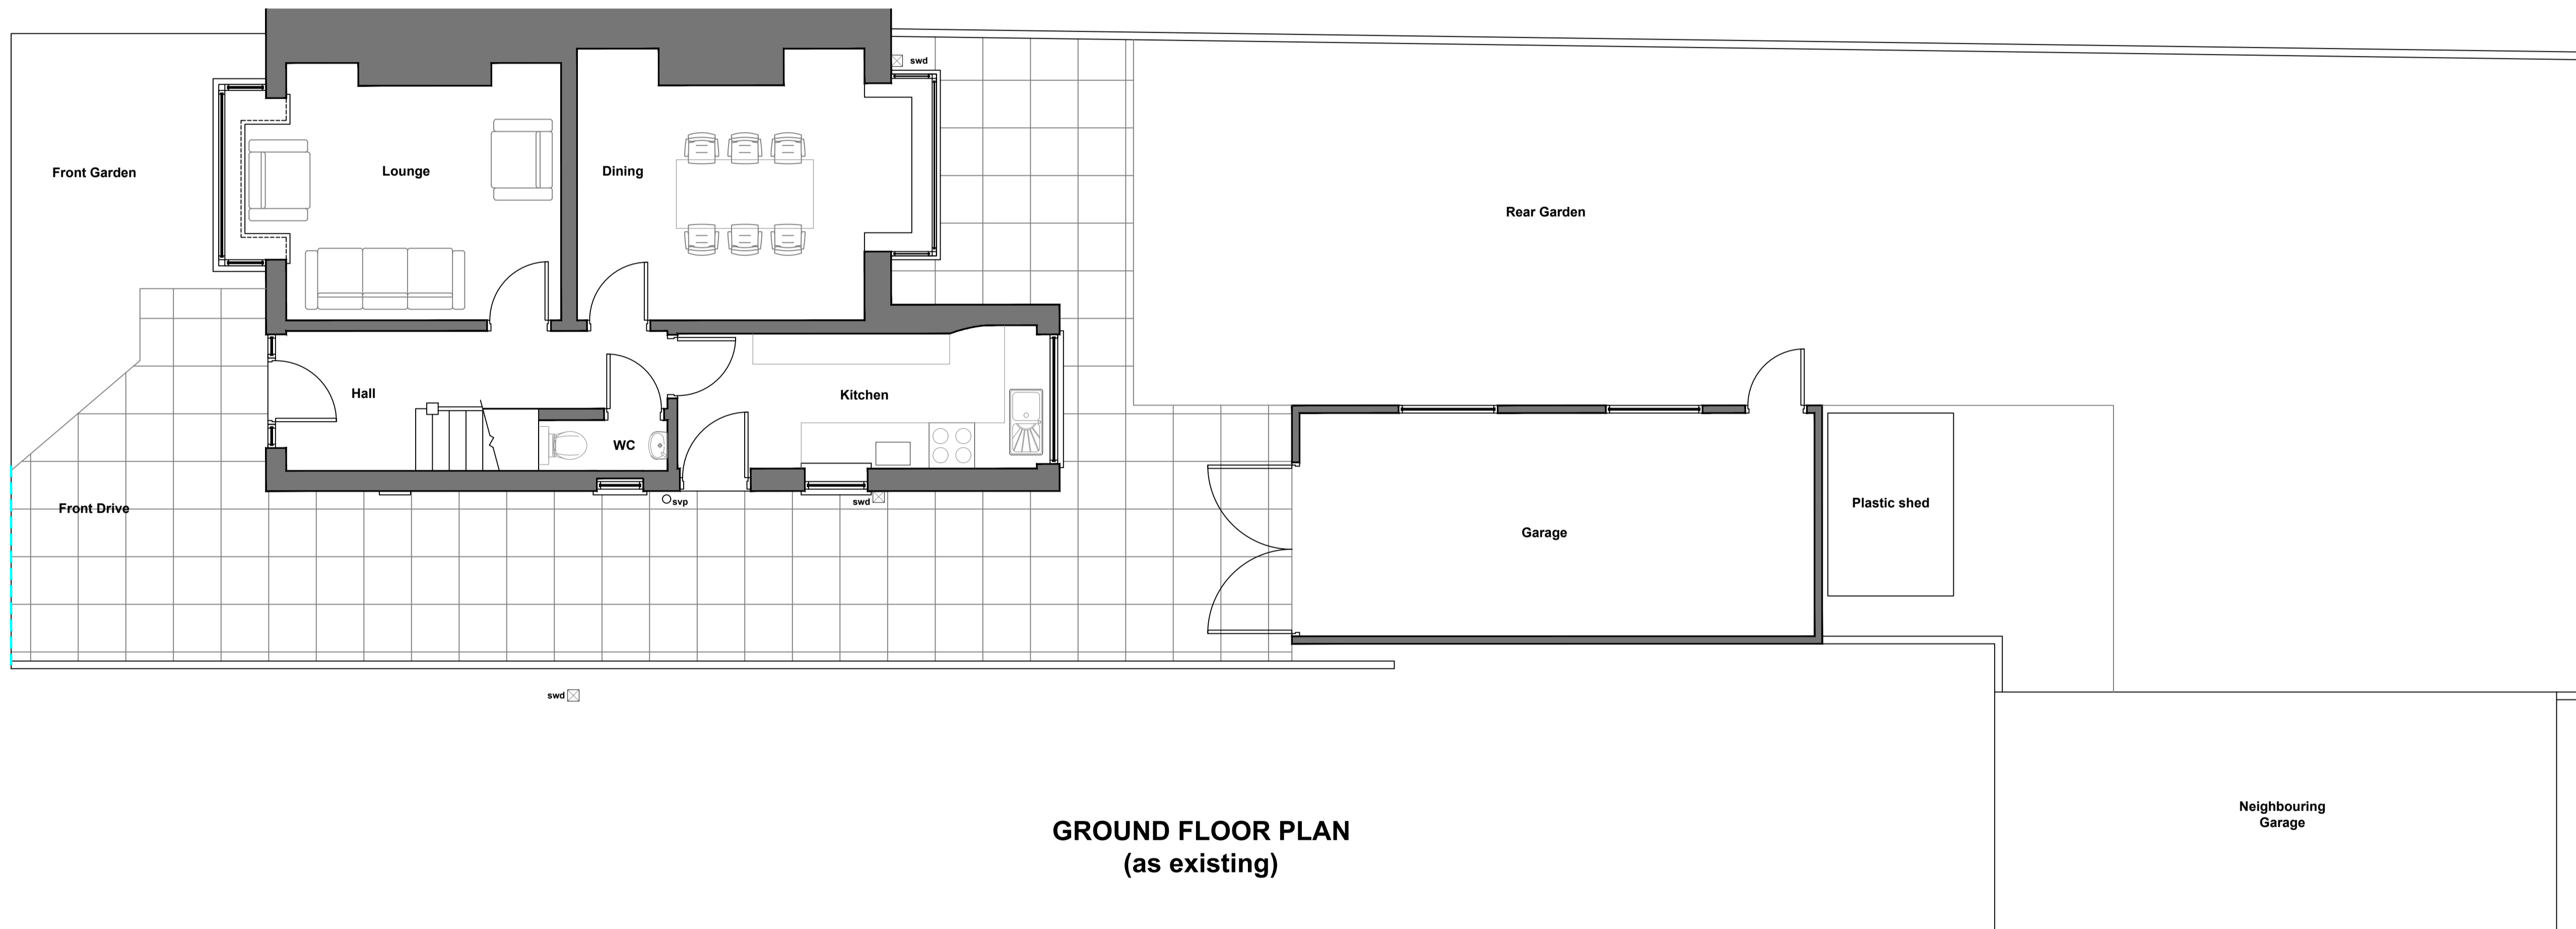 swd
Front Garden
Lounge
Dining
Rear Garden
Hall
Kitchen
WC
Front Drive
svp
swd
Plastic shed
Garage
swd
Neighbouring
Garage
GROUND FLOOR PLAN
(as existing)